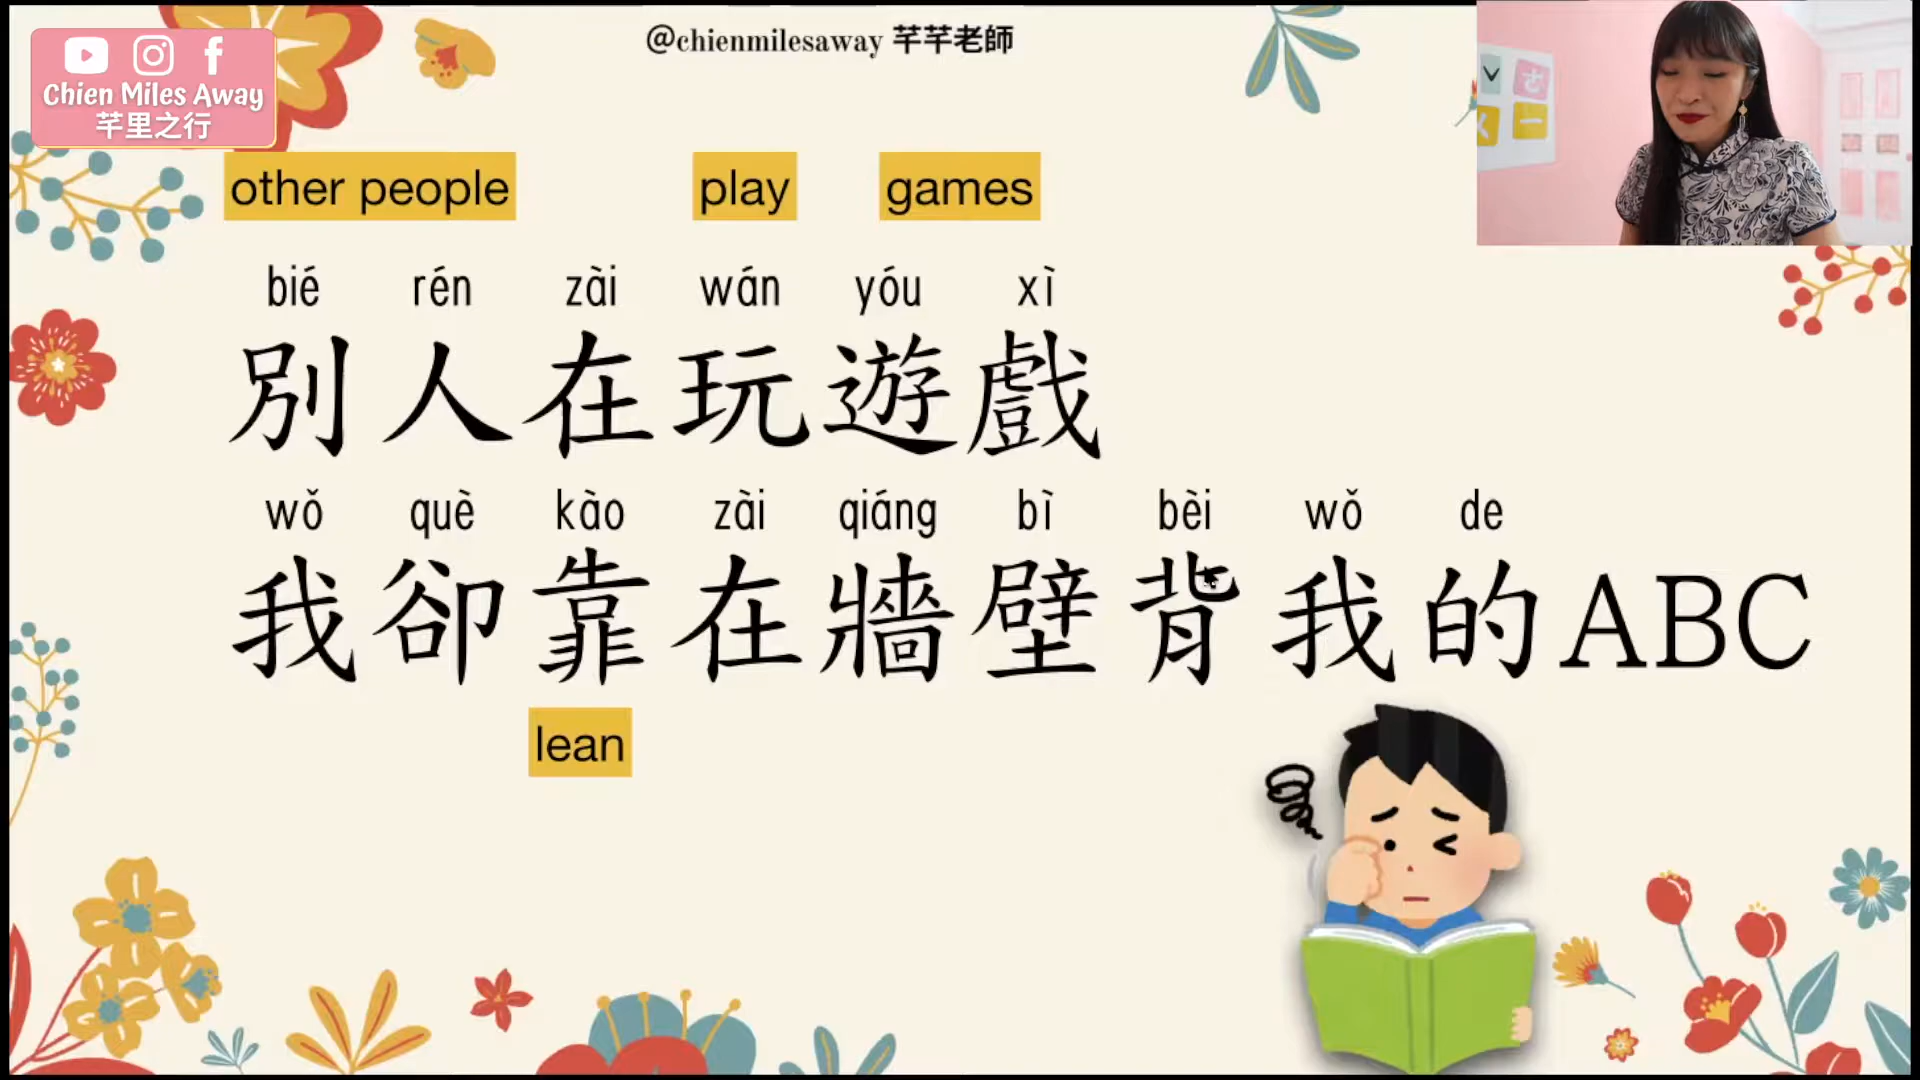 Chien Miles Away
芊里之行
@chienmilesaway 芊芊老師
other people play games
bié rén zài wán yóu xì
別人在玩遊戲
wǒ què kào zài qiáng bì bèi wǒ de
我卻靠在牆壁背我的ABC
lean